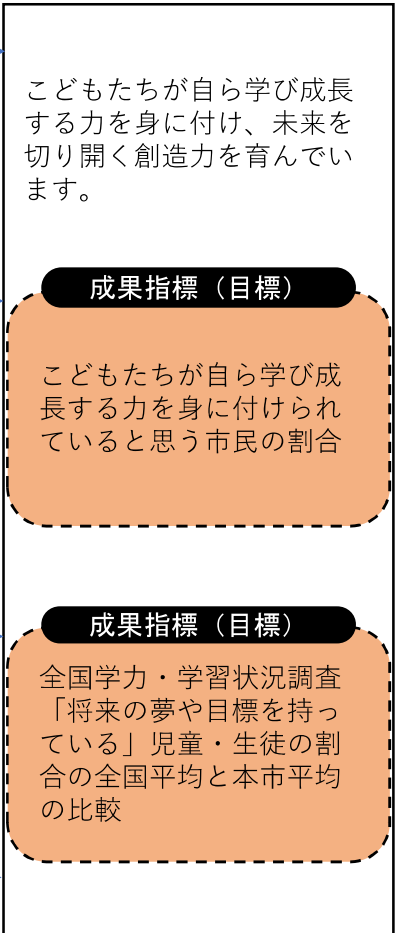 こどもたちが自ら学び成長
する力を身に付け、未来を
切り開く創造力を育んでい
ます。
成果指標（目標）
こどもたちが自ら学び成
長する力を身に付けられ
ていると思う市民の割合
成果指標（目標）
全国学力・学習状況調査
「将来の夢や目標を持っ
ている」児童・生徒の割
合の全国平均と本市平均
の比較